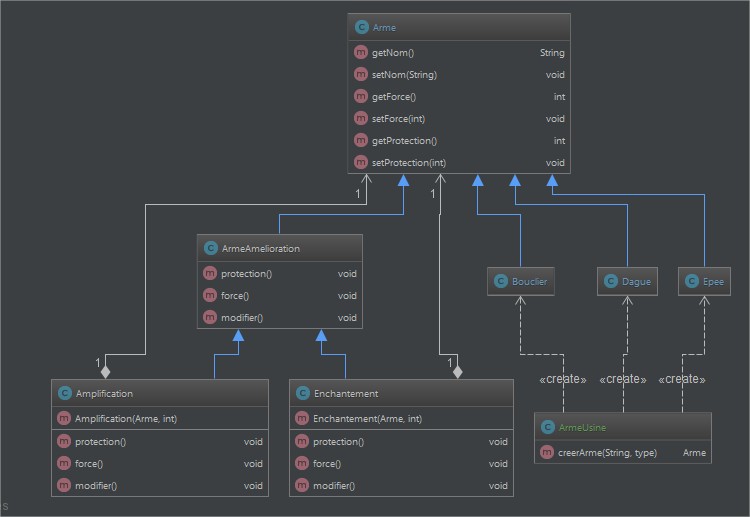 Arme
getNom() String
setNom(String) void
getForce() int
setForce(int) void
getProtection() int
setProtection(int) void
1 1
ArmeAmelioration
protection() void
force() void
modifier() void
Bouclier Dague Epee
1 1
«create» «create» «create»
Amplification
Amplification(Arme, int)
protection() void
force() void
modifier() void
Enchantement
Enchantement(Arme, int)
protection() void
force() void
modifier() void
ArmeUsine
creerArme(String, type) Arme
s